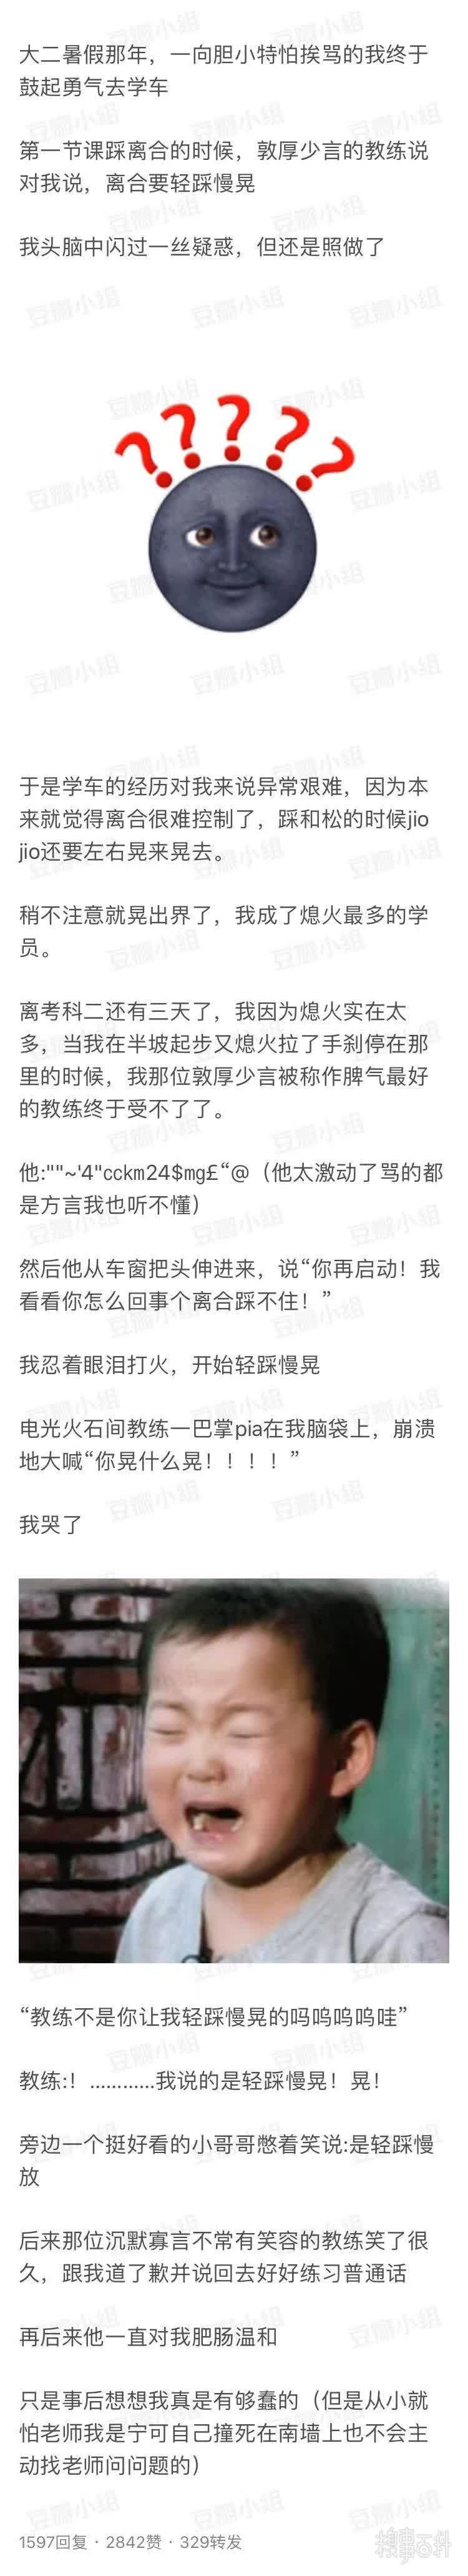 大二暑假那年，一向胆小特怕挨骂的我终于
鼓起勇气去学车
第一节课踩离合的时候，敦厚少言的教练说
对我说，离合要轻踩慢晃
我头脑中闪过一丝疑惑，但还是照做了
?????
于是学车的经历对我来说异常艰难，因为本
来就觉得离合很难控制了，踩和松的时候jio
jio还要左右晃来晃去。
稍不注意就晃出界了，我成了熄火最多的学
员。
离考科二还有三天了，我因为熄火实在太
多，当我在半坡起步又熄火拉了手刹停在那
里的时候，我那位敦厚少言被称作脾气最好
的教练终于受不了了。
他:""~'4"cckm24$mg£“@（他太激动了骂的都
是方言我也听不懂）
然后他从车窗把头伸进来，说“你再启动！我
看看你怎么回事个离合踩不住！”
我忍着眼泪打火，开始轻踩慢晃
电光火石间教练一巴掌pia在我脑袋上，崩溃
地大喊“你晃什么晃！！！！”
我哭了
“教练不是你让我轻踩慢晃的吗呜呜呜呜哇”
教练:！…………我说的是轻踩慢晃！晃！
旁边一个挺好看的小哥哥憋着笑说:是轻踩慢
放
后来那位沉默寡言不常有笑容的教练笑了很
久，跟我道了歉并说回去好好练习普通话
再后来他一直对我肥肠温和
只是事后想想我真是有够蠢的（但是从小就
怕老师我是宁可自己撞死在南墙上也不会主
动找老师问问题的）
1597回复 · 2842赞 · 329转发
豆瓣小组